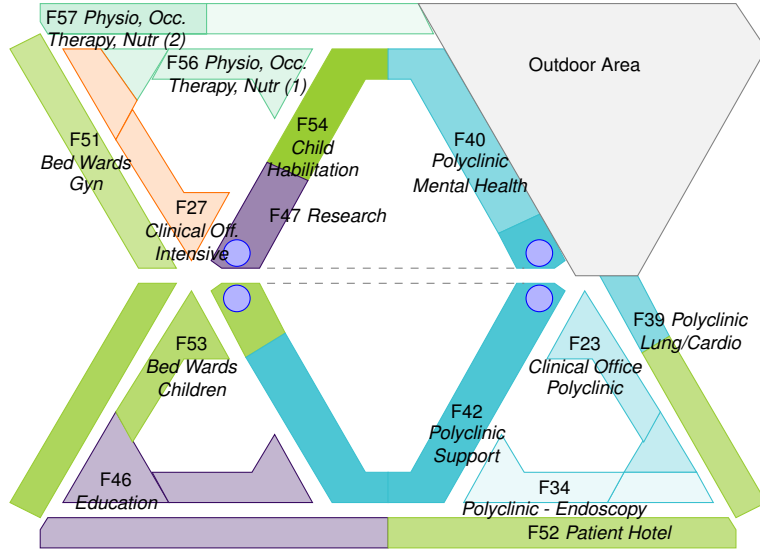 F57 Physio, Occ.
Therapy, Nutr (2)
F56 Physio, Occ.
Therapy, Nutr (1)
Outdoor Area
F51
Bed Wards
Gyn
F54
Child
Habilitation
F40
Polyclinic
Mental Health
F27
Clinical Off.
Intensive
F47 Research
F53
Bed Wards
Children
F23
Clinical Office
Polyclinic
F39 Polyclinic
Lung/Cardio
F42
Polyclinic
Support
F46
Education
F34
Polyclinic - Endoscopy
F52 Patient Hotel